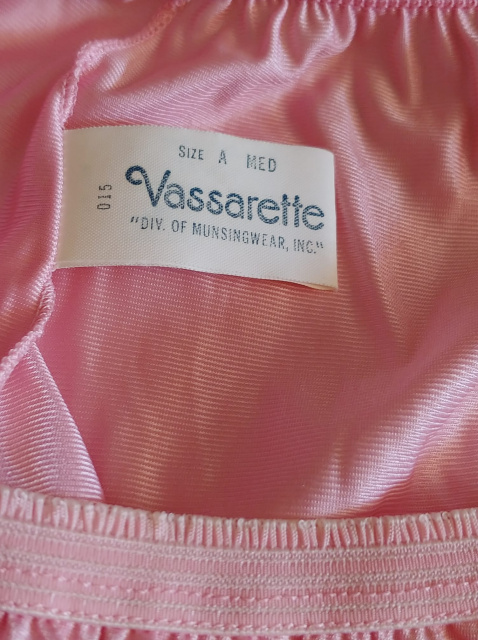 SIZE A MED
015
Vassarette
"DIV. OF MUNSINGWEAR, INC."